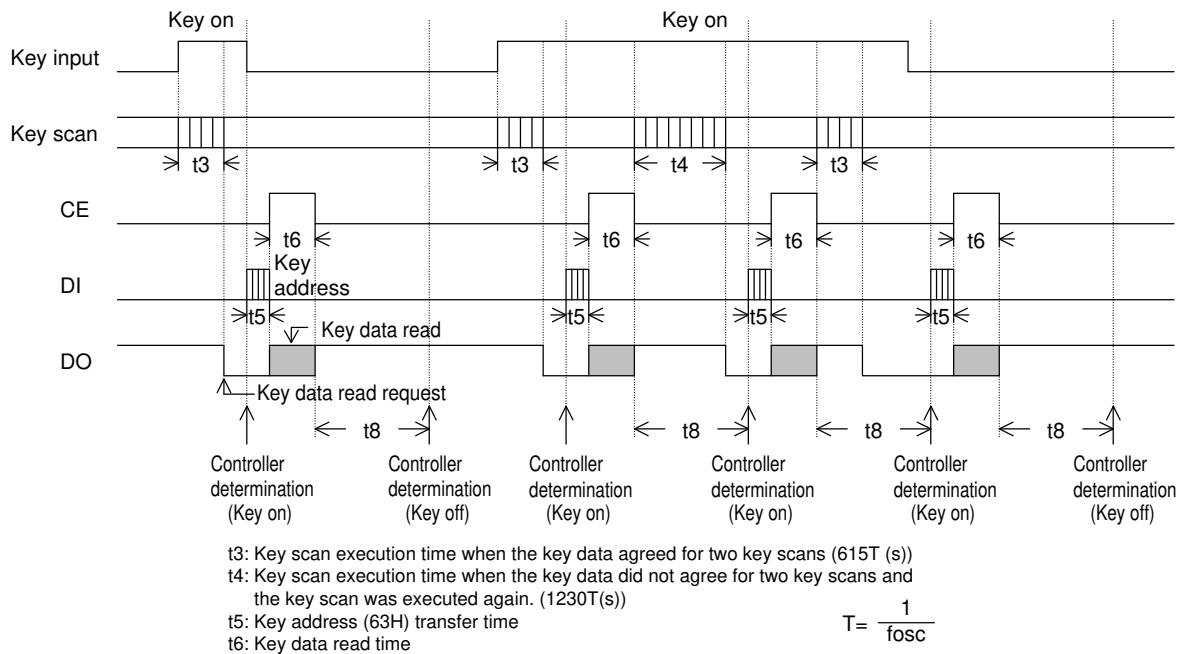 Key on Key on
Key input
Key scan
t3 t3 t4 t3
CE
t6 t6 t6 t6
Key
address
DI
t5 t5 t5 t5
Key data read
DO
Key data read request
t8 t8 t8 t8
Controller Controller Controller Controller Controller Controller
determination determination determination determination determination determination
(Key on) (Key off) (Key on) (Key on) (Key on) (Key off)
t3: Key scan execution time when the key data agreed for two key scans (615T (s))
t4: Key scan execution time when the key data did not agree for two key scans and
the key scan was executed again. (1230T(s))
t5: Key address (63H) transfer time
t6: Key data read time
T= 1
fosc